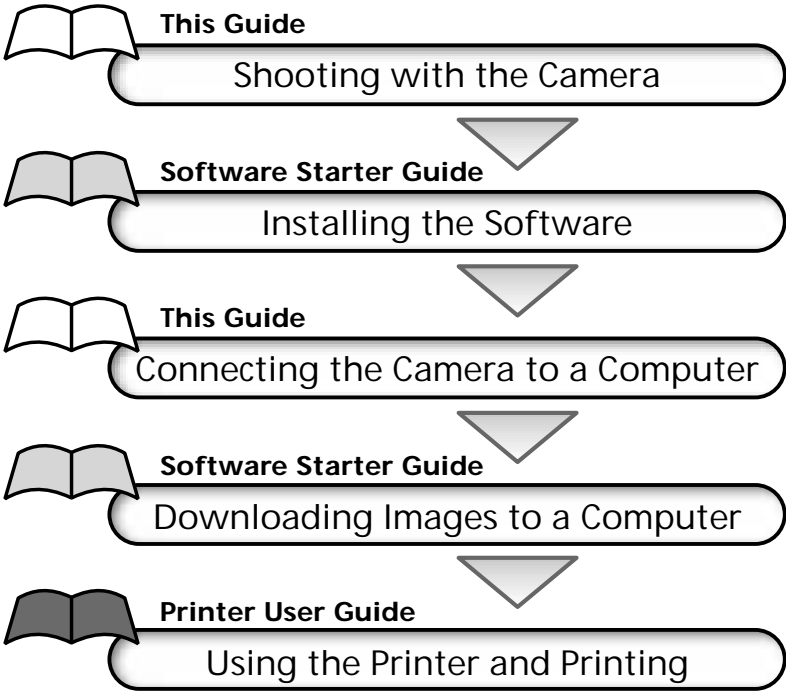 This Guide
Shooting with the Camera
Software Starter Guide
Installing the Software
This Guide
Connecting the Camera to a Computer
Software Starter Guide
Downloading Images to a Computer
Printer User Guide
Using the Printer and Printing